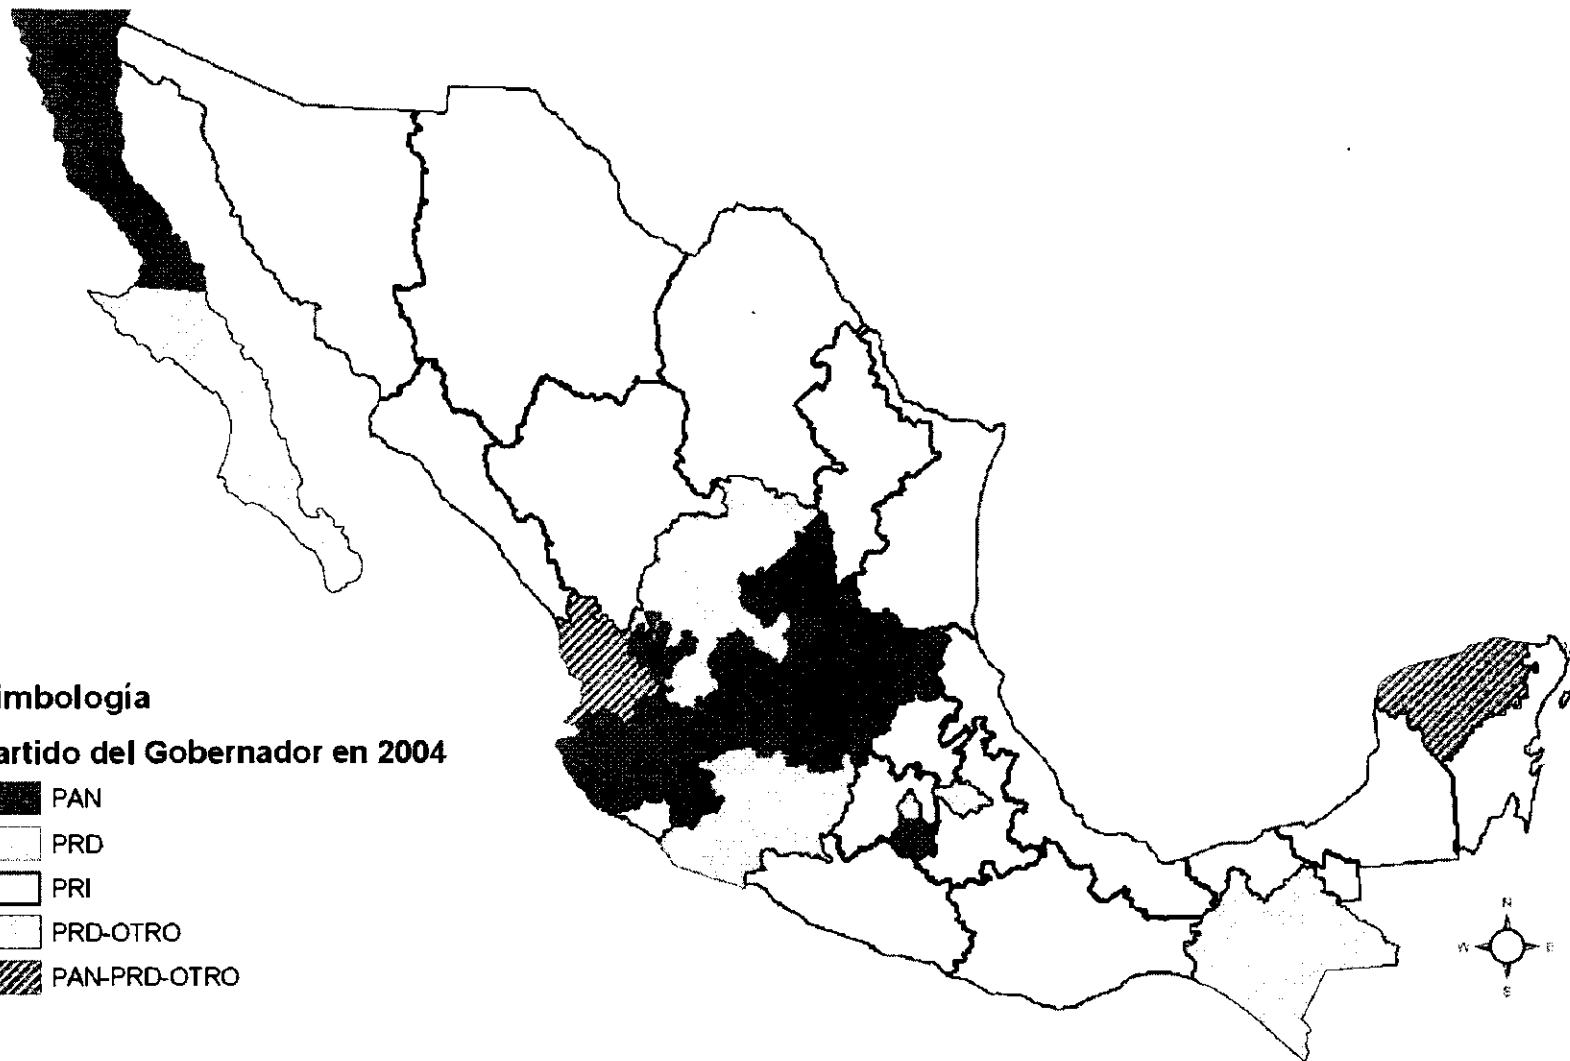 imbología
artido del Gobernador en 2004
PAN
PRD
PRI
PRD-OTRO
PAN-PRD-OTRO
N
W E
S